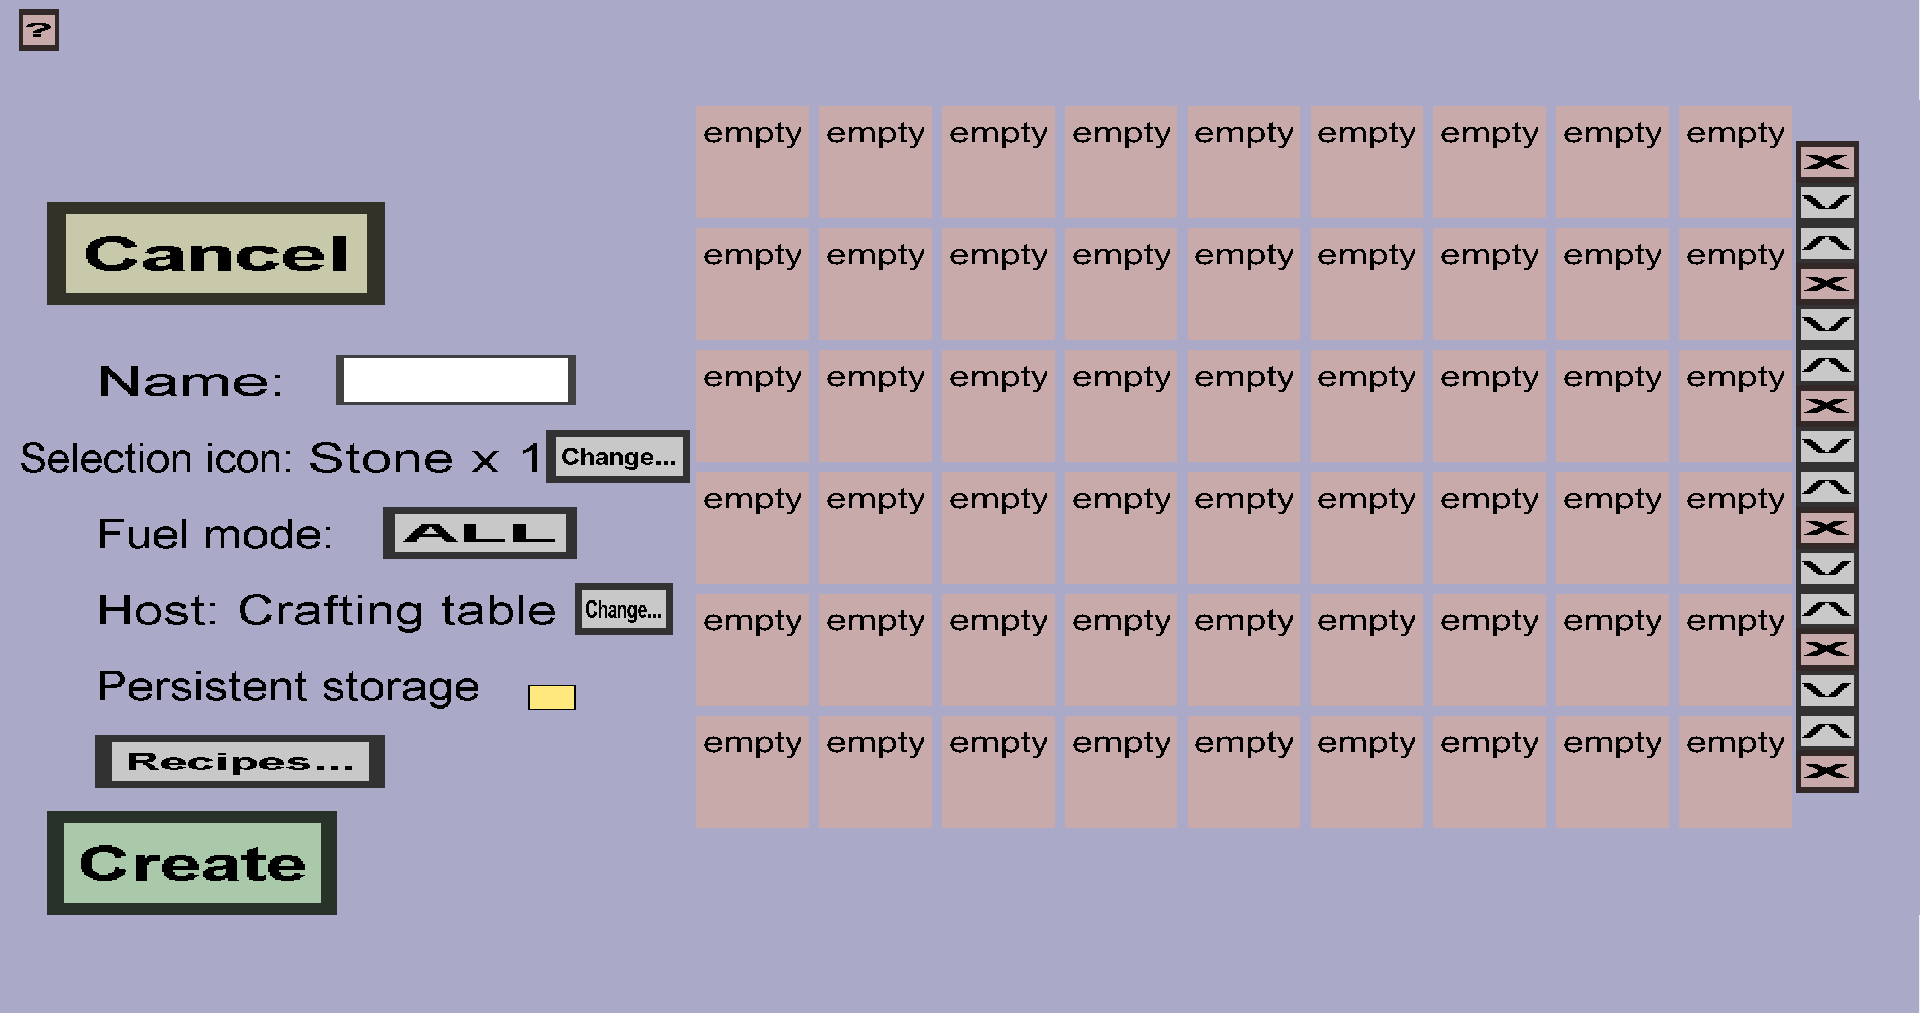 ?
Cancel
Name:
Selection icon: Stone x 1 Change...
Fuel mode: ALL
Host: Crafting table Change...
Persistent storage
Recipes...
Create
empty empty empty empty empty empty empty empty empty
X
empty empty empty empty empty empty empty empty empty
X
empty empty empty empty empty empty empty empty empty
X
empty empty empty empty empty empty empty empty empty
X
empty empty empty empty empty empty empty empty empty
X
empty empty empty empty empty empty empty empty empty
X